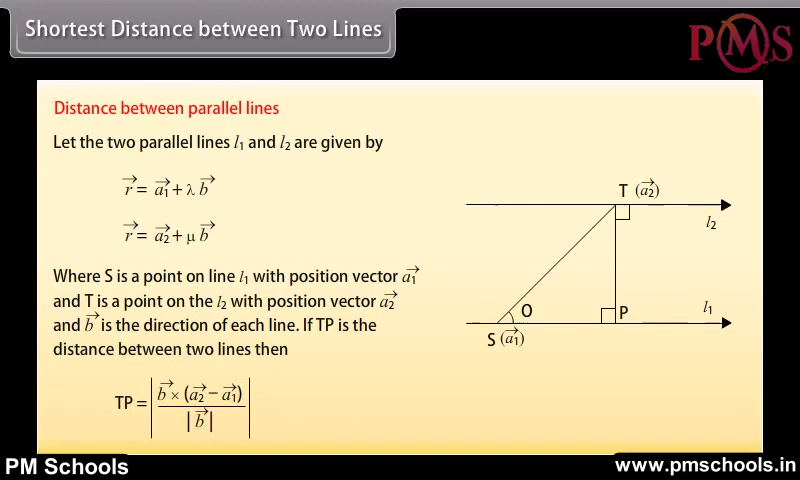 Shortest Distance between Two Lines
PMS
Distance between parallel lines
Let the two parallel lines l₁ and l₂ are given by
r⃗ = a⃗₁ + λ b⃗
r⃗ = a⃗₂ + μ b⃗
Where S is a point on line l₁ with position vector a⃗₁
and T is a point on the l₂ with position vector a⃗₂
and b⃗ is the direction of each line. If TP is the
distance between two lines then
TP = | b⃗ × (a⃗₂ − a⃗₁) / |b⃗| |
T (a⃗₂)
l₂
O
P
l₁
S (a⃗₁)
PM Schools
www.pmschools.in